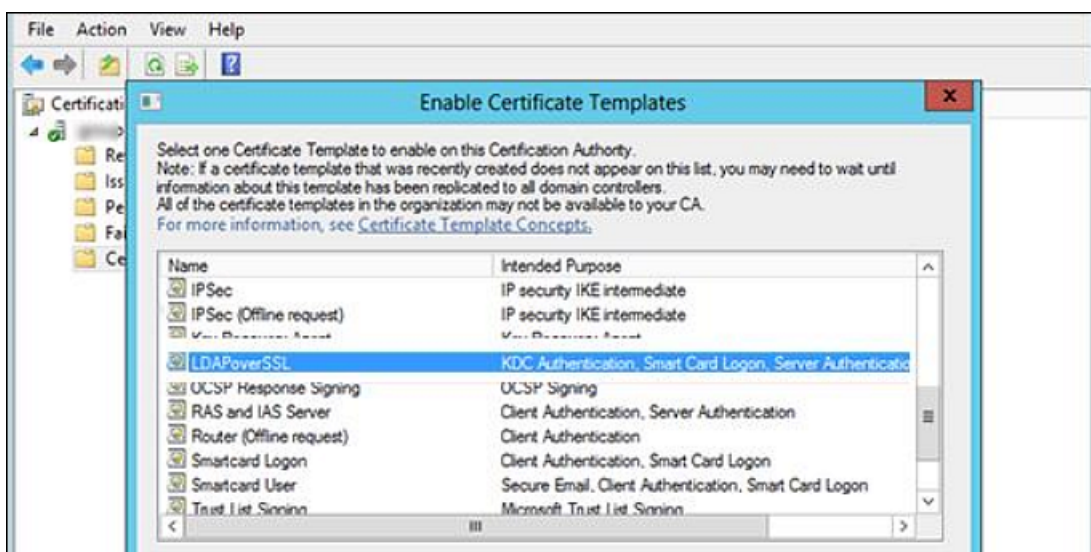 File Action View Help
Enable Certificate Templates
x
Certificati
Select one Certificate Template to enable on this Certification Authority.
Note: If a certificate template that was recently created does not appear on this list, you may need to wait until
information about this template has been replicated to all domain controllers.
All of the certificate templates in the organization may not be available to your CA.
For more information, see Certificate Template Concepts.
Re
Iss
Pe
Fai
Ce
Name Intended Purpose
IPSec IP security IKE intermediate
IPSec (Offline request) IP security IKE intermediate
Key Recovery Agent Key Recovery Agent
LDAPoverSSL KDC Authentication, Smart Card Logon, Server Authenticatio
OCSP Response Signing OCSP Signing
RAS and IAS Server Client Authentication, Server Authentication
Router (Offline request) Client Authentication
Smartcard Logon Client Authentication, Smart Card Logon
Smartcard User Secure Email, Client Authentication, Smart Card Logon
Trust List Signing Microsoft Trust List Signing